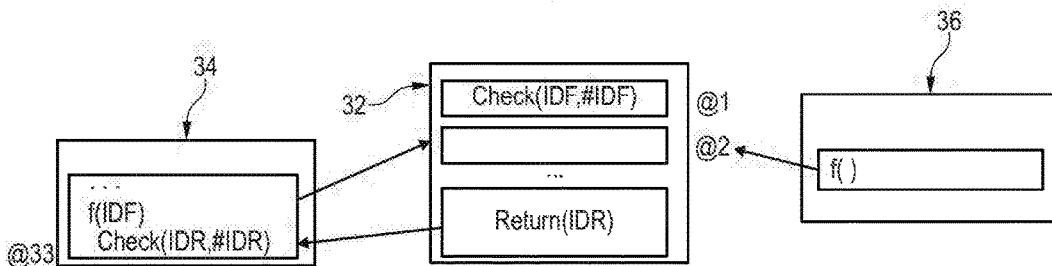 36
34
32
Check(IDF,#IDF)
@1
@2
f( )
...
...
f(IDF)
Check(IDR,#IDR)
@33
Return(IDR)